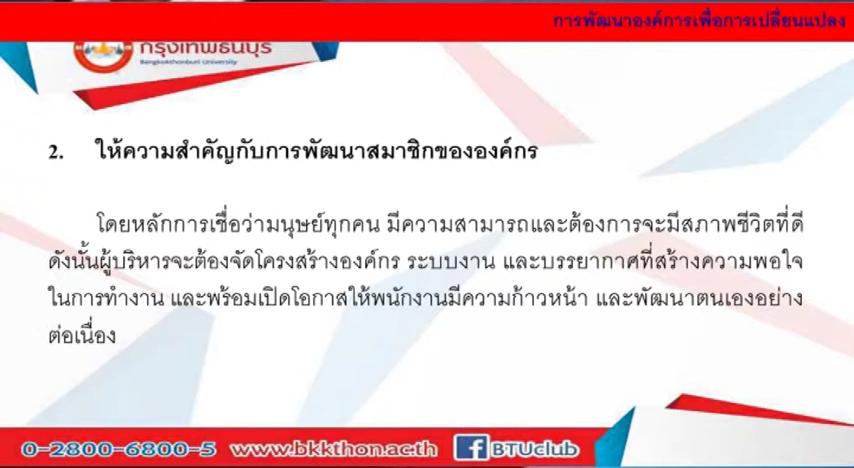 การพัฒนาองค์การเพื่อการเปลี่ยนแปลง
กรุงเทพธนบุรี
Bangkokthonburi University
2. ให้ความสำคัญกับการพัฒนาสมาชิกขององค์กร
โดยหลักการเชื่อว่ามนุษย์ทุกคน มีความสามารถและต้องการจะมีสภาพชีวิตที่ดี
ดังนั้นผู้บริหารจะต้องจัดโครงสร้างองค์กร ระบบงาน และบรรยากาศที่สร้างความพอใจ
ในการทำงาน และพร้อมเปิดโอกาสให้พนักงานมีความก้าวหน้า และพัฒนาตนเองอย่าง
ต่อเนื่อง
0-2800-6800-5 www.bkkthon.ac.th f BTUclub